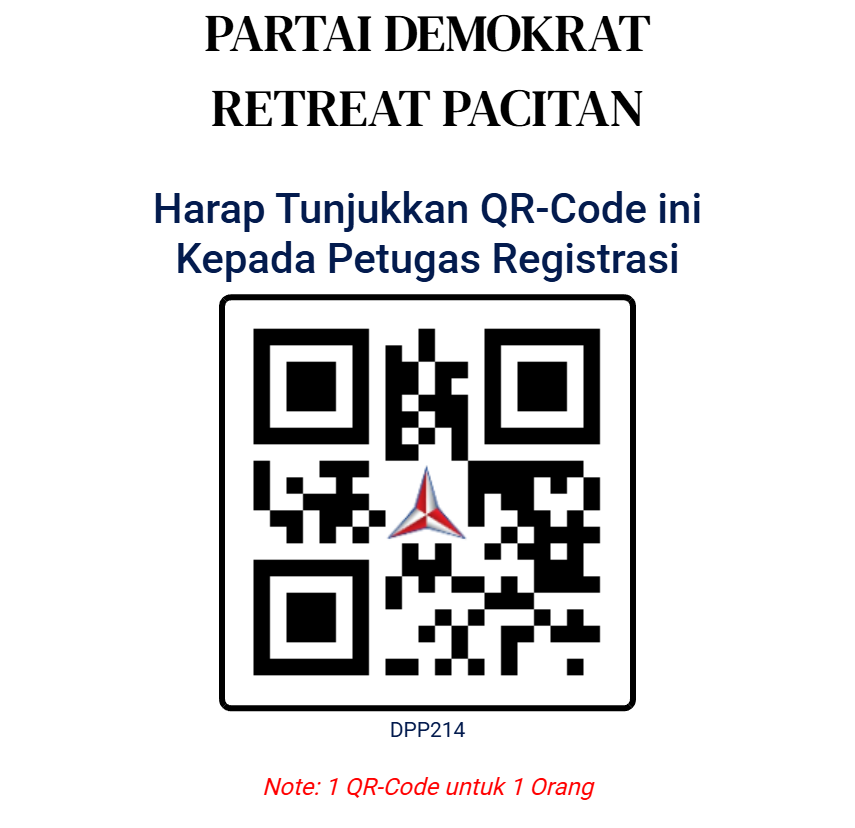 PARTAI DEMOKRAT
RETREAT PACITAN
Harap Tunjukkan QR-Code ini
Kepada Petugas Registrasi
DPP214
Note: 1 QR-Code untuk 1 Orang